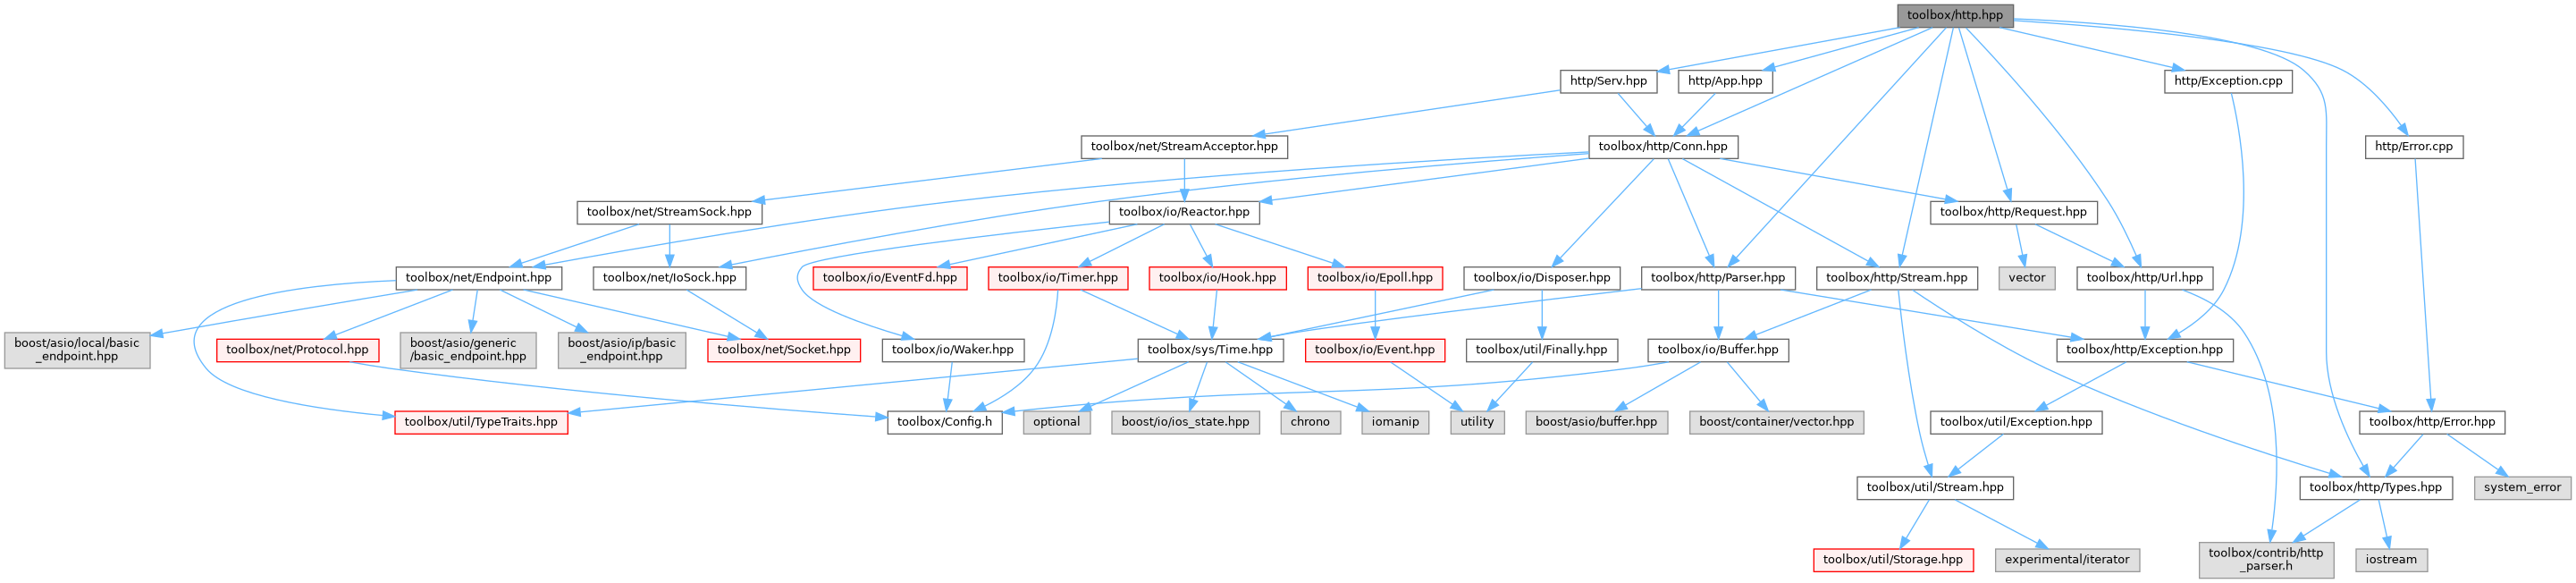 toolbox/http.hpp
http/Serv.hpp
http/App.hpp
http/Exception.cpp
toolbox/net/StreamAcceptor.hpp
toolbox/http/Conn.hpp
http/Error.cpp
toolbox/net/StreamSock.hpp
toolbox/io/Reactor.hpp
toolbox/http/Request.hpp
toolbox/net/Endpoint.hpp
toolbox/net/IoSock.hpp
toolbox/io/EventFd.hpp
toolbox/io/Timer.hpp
toolbox/io/Hook.hpp
toolbox/io/Epoll.hpp
toolbox/io/Disposer.hpp
toolbox/http/Parser.hpp
toolbox/http/Stream.hpp
vector
toolbox/http/Url.hpp
boost/asio/local/basic
_endpoint.hpp
toolbox/net/Protocol.hpp
boost/asio/generic
/basic_endpoint.hpp
boost/asio/ip/basic
_endpoint.hpp
toolbox/net/Socket.hpp
toolbox/io/Waker.hpp
toolbox/sys/Time.hpp
toolbox/io/Event.hpp
toolbox/util/Finally.hpp
toolbox/io/Buffer.hpp
toolbox/http/Exception.hpp
toolbox/util/TypeTraits.hpp
toolbox/Config.h
optional
boost/io/ios_state.hpp
chrono
iomanip
utility
boost/asio/buffer.hpp
boost/container/vector.hpp
toolbox/util/Exception.hpp
toolbox/http/Error.hpp
toolbox/util/Stream.hpp
toolbox/http/Types.hpp
system_error
toolbox/util/Storage.hpp
experimental/iterator
toolbox/contrib/http
_parser.h
iostream